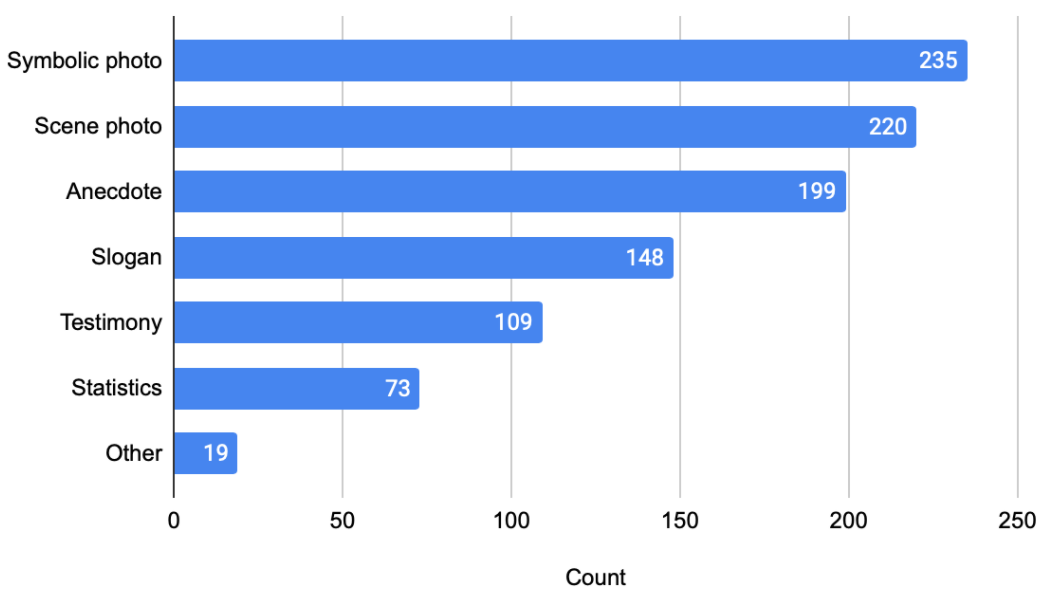 Symbolic photo 235
Scene photo 220
Anecdote 199
Slogan 148
Testimony 109
Statistics 73
Other 19
0 50 100 150 200 250
Count